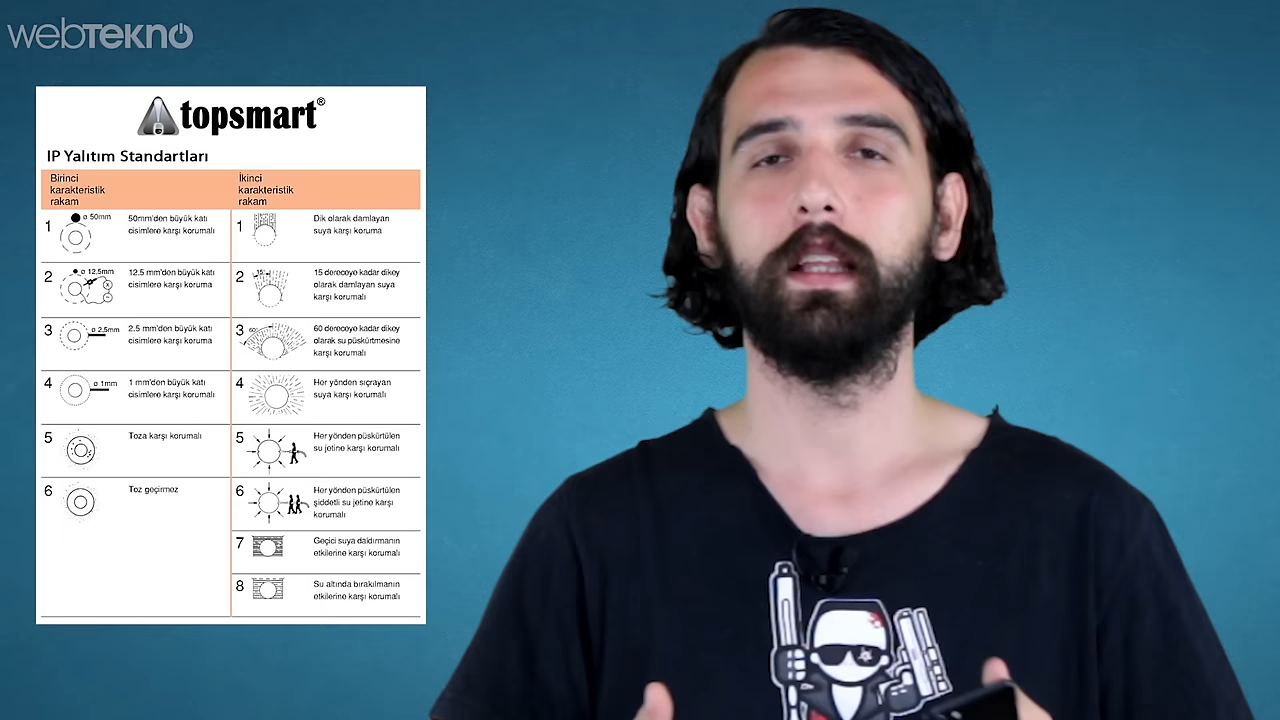 webTEKNO
topsmart®
IP Yalıtım Standartları
Birinci
karakteristik
rakam
İkinci
karakteristik
rakam
1
ø 50mm
50mm'den büyük katı
cisimlere karşı korumalı
1
Dik olarak damlayan
suya karşı koruma
2
ø 12,5mm
12.5 mm'den büyük katı
cisimlere karşı koruma
2
15°
15 dereceye kadar dikey
olarak damlayan suya
karşı korumalı
3
ø 2.5mm
2.5 mm'den büyük katı
cisimlere karşı koruma
3
60°
60 dereceye kadar dikey
olarak su püskürtmesine
karşı korumalı
4
ø 1mm
1 mm'den büyük katı
cisimlere karşı korumalı
4
Her yönden sıçrayan
suya karşı korumalı
5
Toza karşı korumalı
5
Her yönden püskürtülen
su jetine karşı korumalı
6
Toz geçirmez
6
Her yönden püskürtülen
şiddetli su jetine karşı
korumalı
7
Geçici suya daldırmanın
etkilerine karşı korumalı
8
Su altında bırakılmanın
etkilerine karşı korumalı